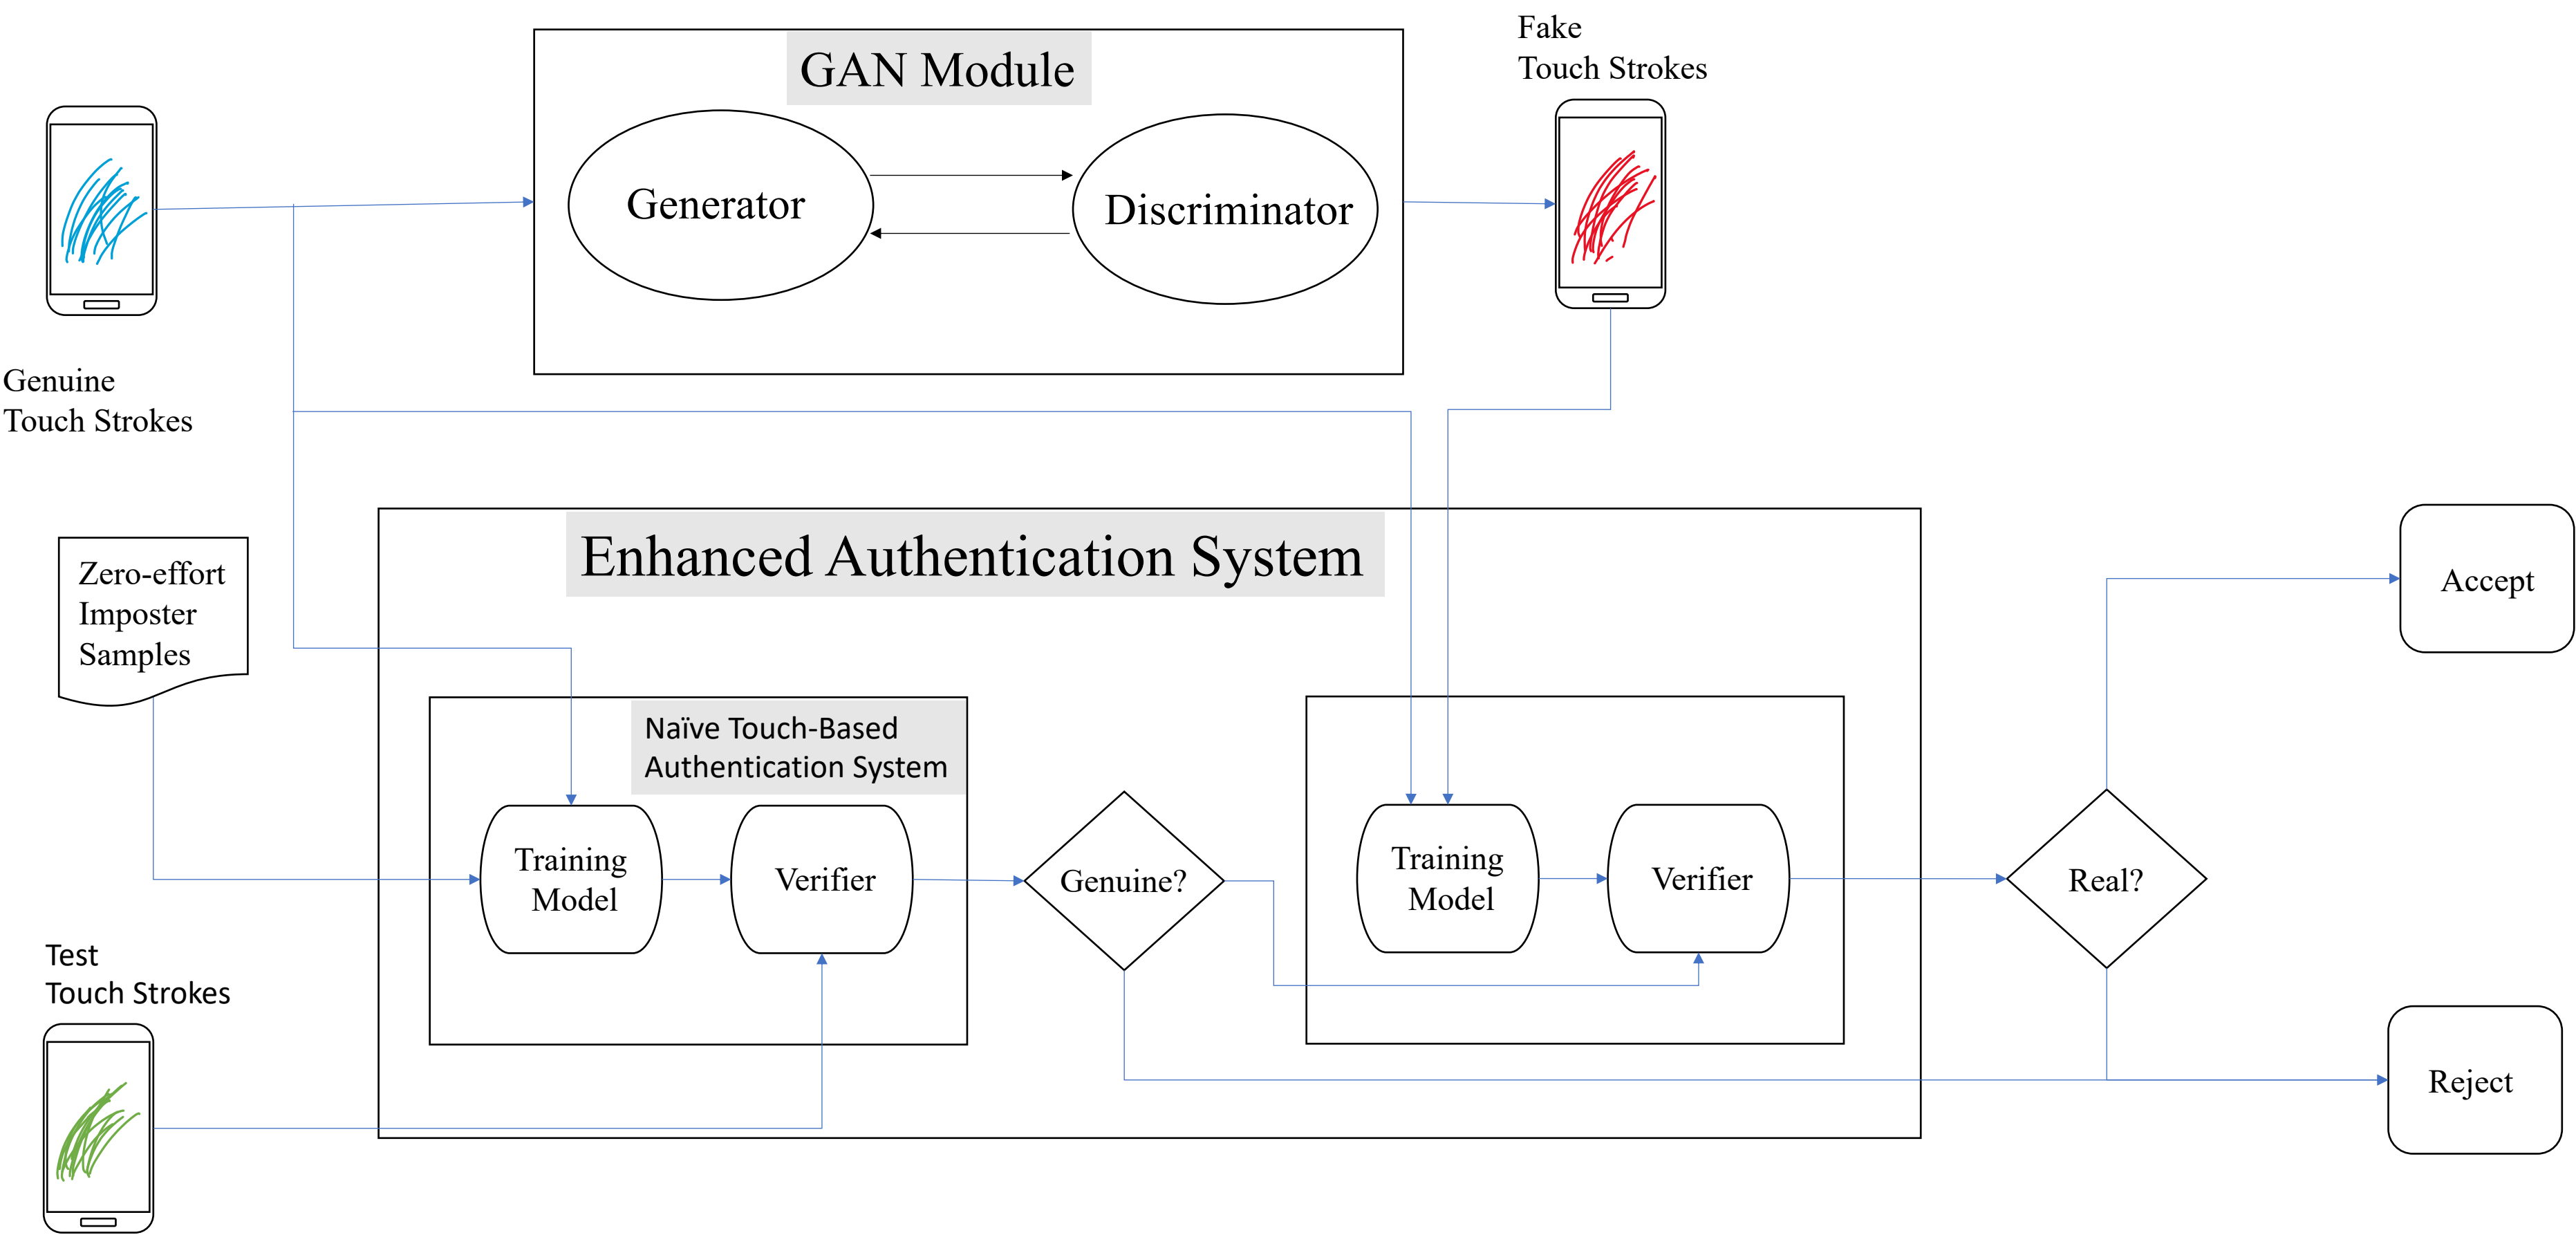 Fake
Touch Strokes
GAN Module
Generator
Discriminator
Genuine
Touch Strokes
Enhanced Authentication System
Zero-effort
Imposter
Samples
Accept
Naïve Touch-Based
Authentication System
Training
Model
Verifier
Genuine?
Training
Model
Verifier
Real?
Test
Touch Strokes
Reject